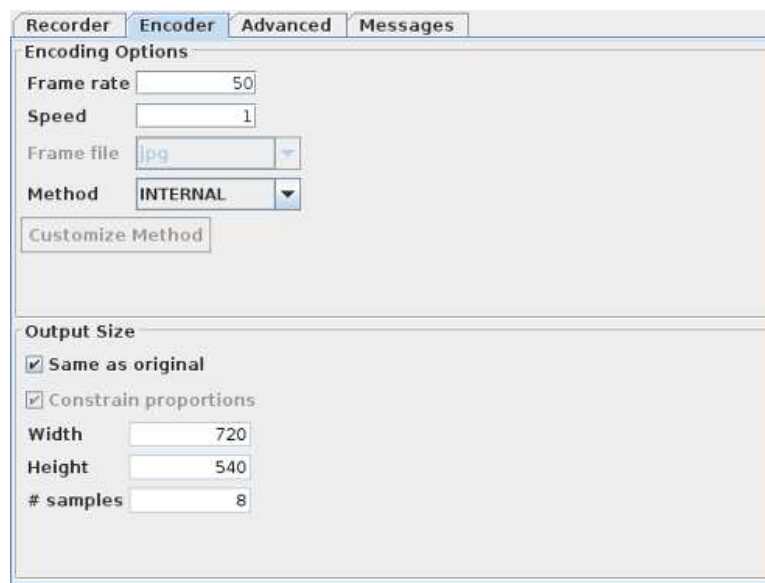 Recorder Encoder Advanced Messages
Encoding Options
Frame rate 50
Speed 1
Frame file jpg
Method INTERNAL
Customize Method
Output Size
Same as original
Constrain proportions
Width 720
Height 540
# samples 8